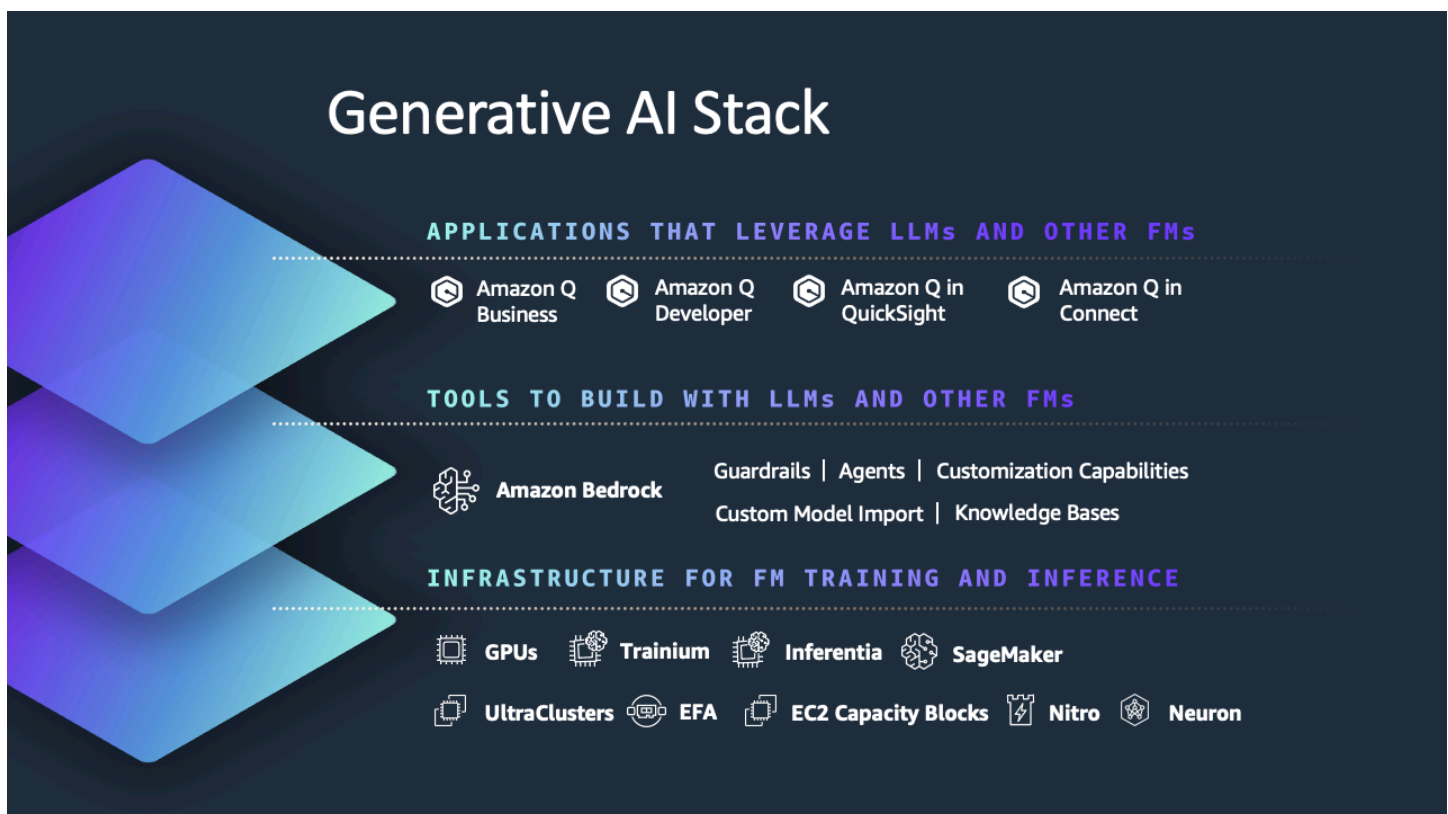 Generative AI Stack
APPLICATIONS THAT LEVERAGE LLMs AND OTHER FMs
Amazon Q Business
Amazon Q Developer
Amazon Q in QuickSight
Amazon Q in Connect
TOOLS TO BUILD WITH LLMs AND OTHER FMs
Amazon Bedrock
Guardrails | Agents | Customization Capabilities
Custom Model Import | Knowledge Bases
INFRASTRUCTURE FOR FM TRAINING AND INFERENCE
GPUs Trainium Inferentia SageMaker
UltraClusters EFA EC2 Capacity Blocks Nitro Neuron